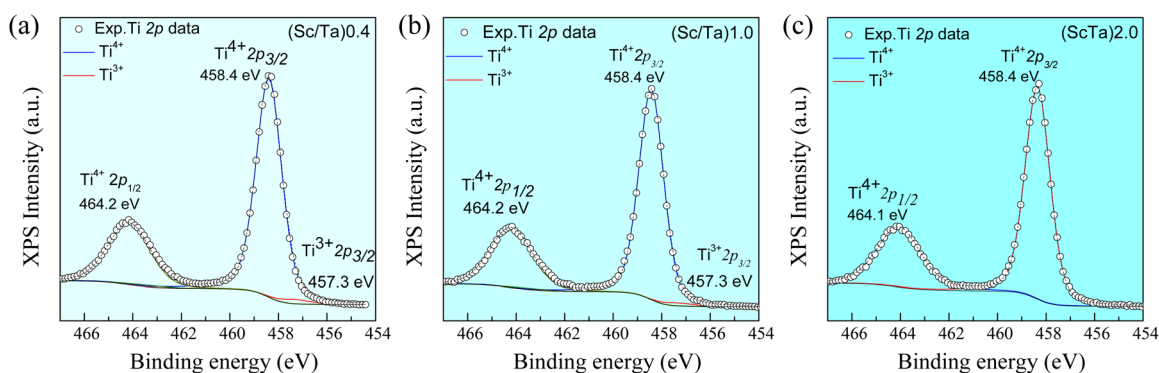 (a)
Exp.Ti 2p data
(Sc/Ta)0.4
Ti4+
Ti3+
Ti4+ 2p3/2
458.4 eV
Ti4+ 2p1/2
464.2 eV
Ti3+ 2p3/2
457.3 eV
XPS Intensity (a.u.)
466 464 462 460 458 456 454
Binding energy (eV)
(b)
Exp.Ti 2p data
(Sc/Ta)1.0
Ti4+
Ti3+
Ti4+ 2p3/2
458.4 eV
Ti4+ 2p1/2
464.2 eV
Ti3+ 2p3/2
457.3 eV
XPS Intensity (a.u.)
466 464 462 460 458 456 454
Binding energy (eV)
(c)
Exp.Ti 2p data
(ScTa)2.0
Ti4+
Ti3+
Ti4+ 2p3/2
458.4 eV
Ti4+ 2p1/2
464.1 eV
XPS Intensity (a.u.)
466 464 462 460 458 456 454
Binding energy (eV)